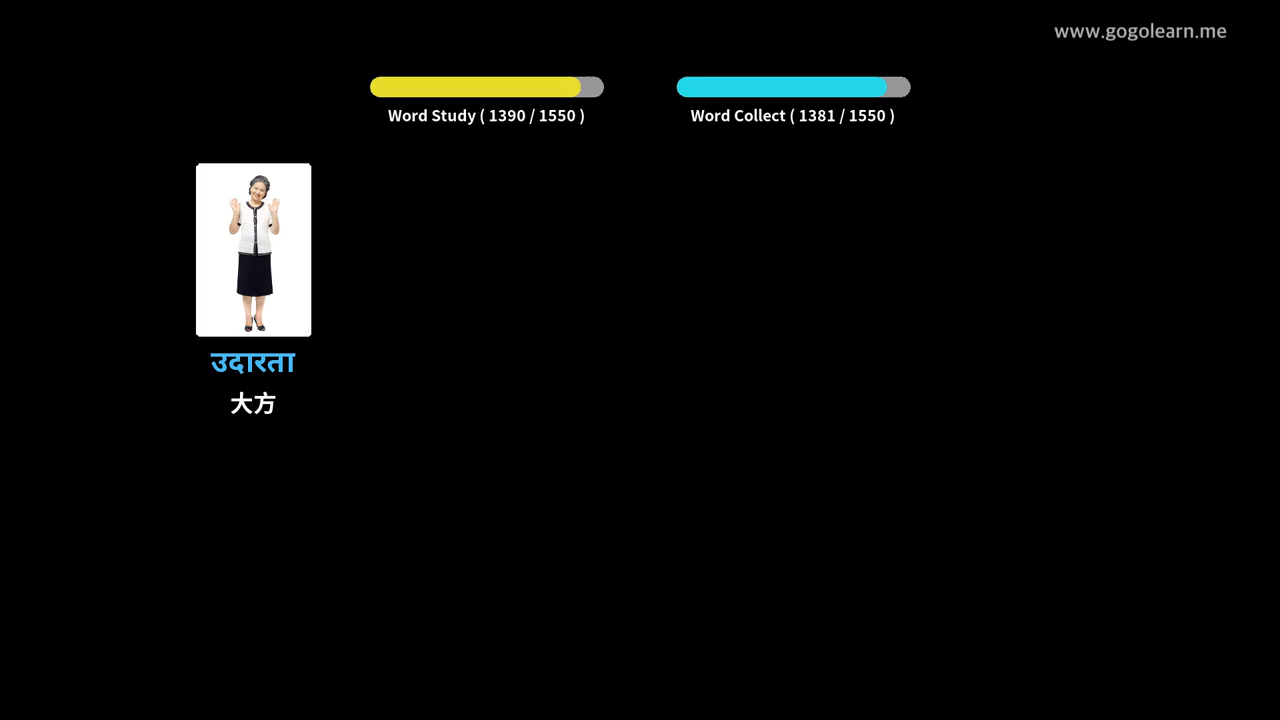 www.gogolearn.me
Word Study ( 1390 / 1550 )
Word Collect ( 1381 / 1550 )
उदारता
大方